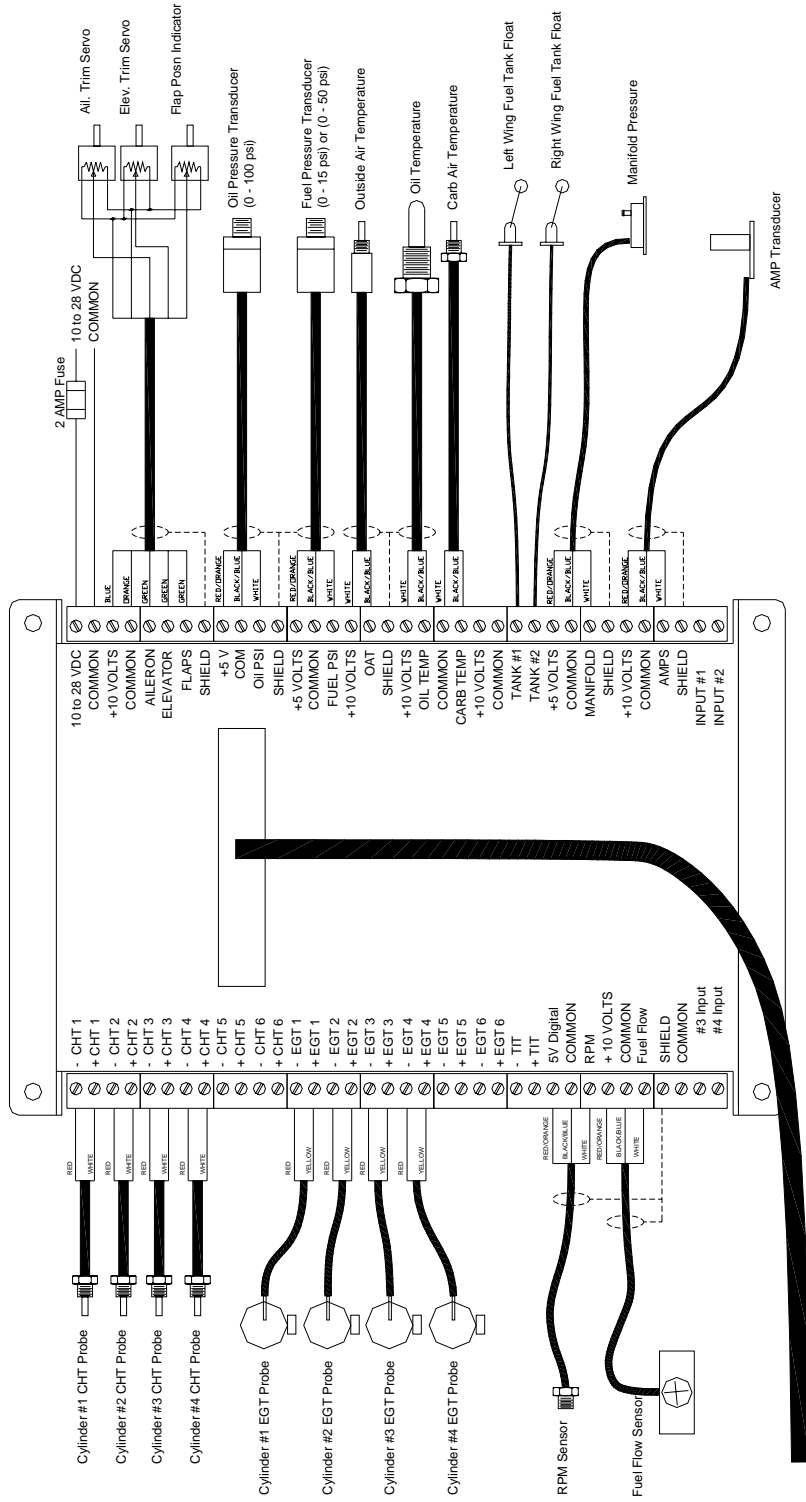 Cylinder #1 CHT Probe
Cylinder #2 CHT Probe
Cylinder #3 CHT Probe
Cylinder #4 CHT Probe
Cylinder #1 EGT Probe
Cylinder #2 EGT Probe
Cylinder #3 EGT Probe
Cylinder #4 EGT Probe
RPM Sensor
Fuel Flow Sensor
RED
WHITE
RED
WHITE
RED
WHITE
RED
WHITE
RED
YELLOW
RED
YELLOW
RED
YELLOW
RED
YELLOW
RED/ORANGE
BLACK/BLUE
WHITE
RED/ORANGE
BLACK/BLUE
WHITE
- CHT 1
+ CHT 1
- CHT 2
+ CHT 2
- CHT 3
+ CHT 3
- CHT 4
+ CHT 4
- CHT 5
+ CHT 5
- CHT 6
+ CHT 6
- EGT 1
+ EGT 1
- EGT 2
+ EGT 2
- EGT 3
+ EGT 3
- EGT 4
+ EGT 4
- EGT 5
+ EGT 5
- EGT 6
+ EGT 6
- TIT
+ TIT
5V Digital
COMMON
RPM
+ 10 VOLTS
COMMON
Fuel Flow
SHIELD
COMMON
#3 Input
#4 Input
10 to 28 VDC
COMMON
+10 VOLTS
COMMON
AILERON
ELEVATOR
FLAPS
SHIELD
+5 V
COM
Oil PSI
SHIELD
+5 VOLTS
COMMON
FUEL PSI
+10 VOLTS
OAT
SHIELD
+10 VOLTS
OIL TEMP
COMMON
CARB TEMP
+10 VOLTS
COMMON
TANK #1
TANK #2
+5 VOLTS
COMMON
MANIFOLD
SHIELD
+10 VOLTS
COMMON
AMPS
SHIELD
INPUT #1
INPUT #2
BLUE
ORANGE
GREEN
GREEN
GREEN
RED/ORANGE
BLACK/BLUE
WHITE
RED/ORANGE
BLACK/BLUE
WHITE
WHITE
BLACK/BLUE
WHITE
BLACK/BLUE
WHITE
BLACK/BLUE
RED/ORANGE
BLACK/BLUE
WHITE
RED/ORANGE
BLACK/BLUE
WHITE
2 AMP Fuse
10 to 28 VDC
COMMON
Ail. Trim Servo
Elev. Trim Servo
Flap Posn Indicator
Oil Pressure Transducer
(0 - 100 psi)
Fuel Pressure Transducer
(0 - 15 psi) or (0 - 50 psi)
Outside Air Temperature
Oil Temperature
Carb Air Temperature
Left Wing Fuel Tank Float
Right Wing Fuel Tank Float
Manifold Pressure
AMP Transducer